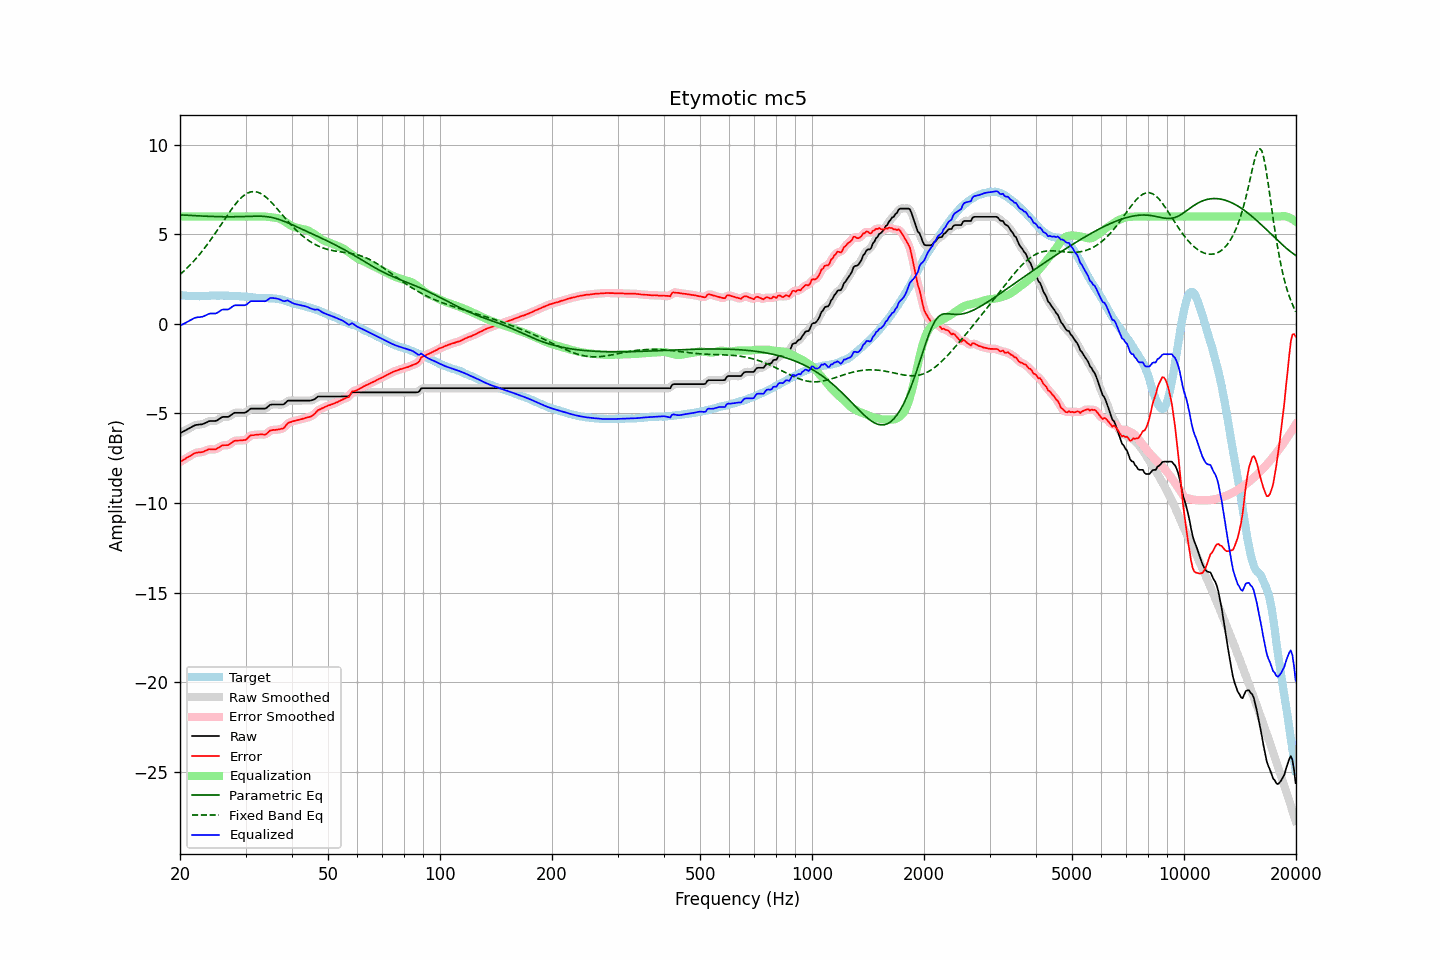 Etymotic mc5
Amplitude (dBr)
10
5
0
−5
−10
−15
−20
−25
Target
Raw Smoothed
Error Smoothed
Raw
Error
Equalization
Parametric Eq
Fixed Band Eq
Equalized
20 50 100 200 500 1000 2000 5000 10000 20000
Frequency (Hz)